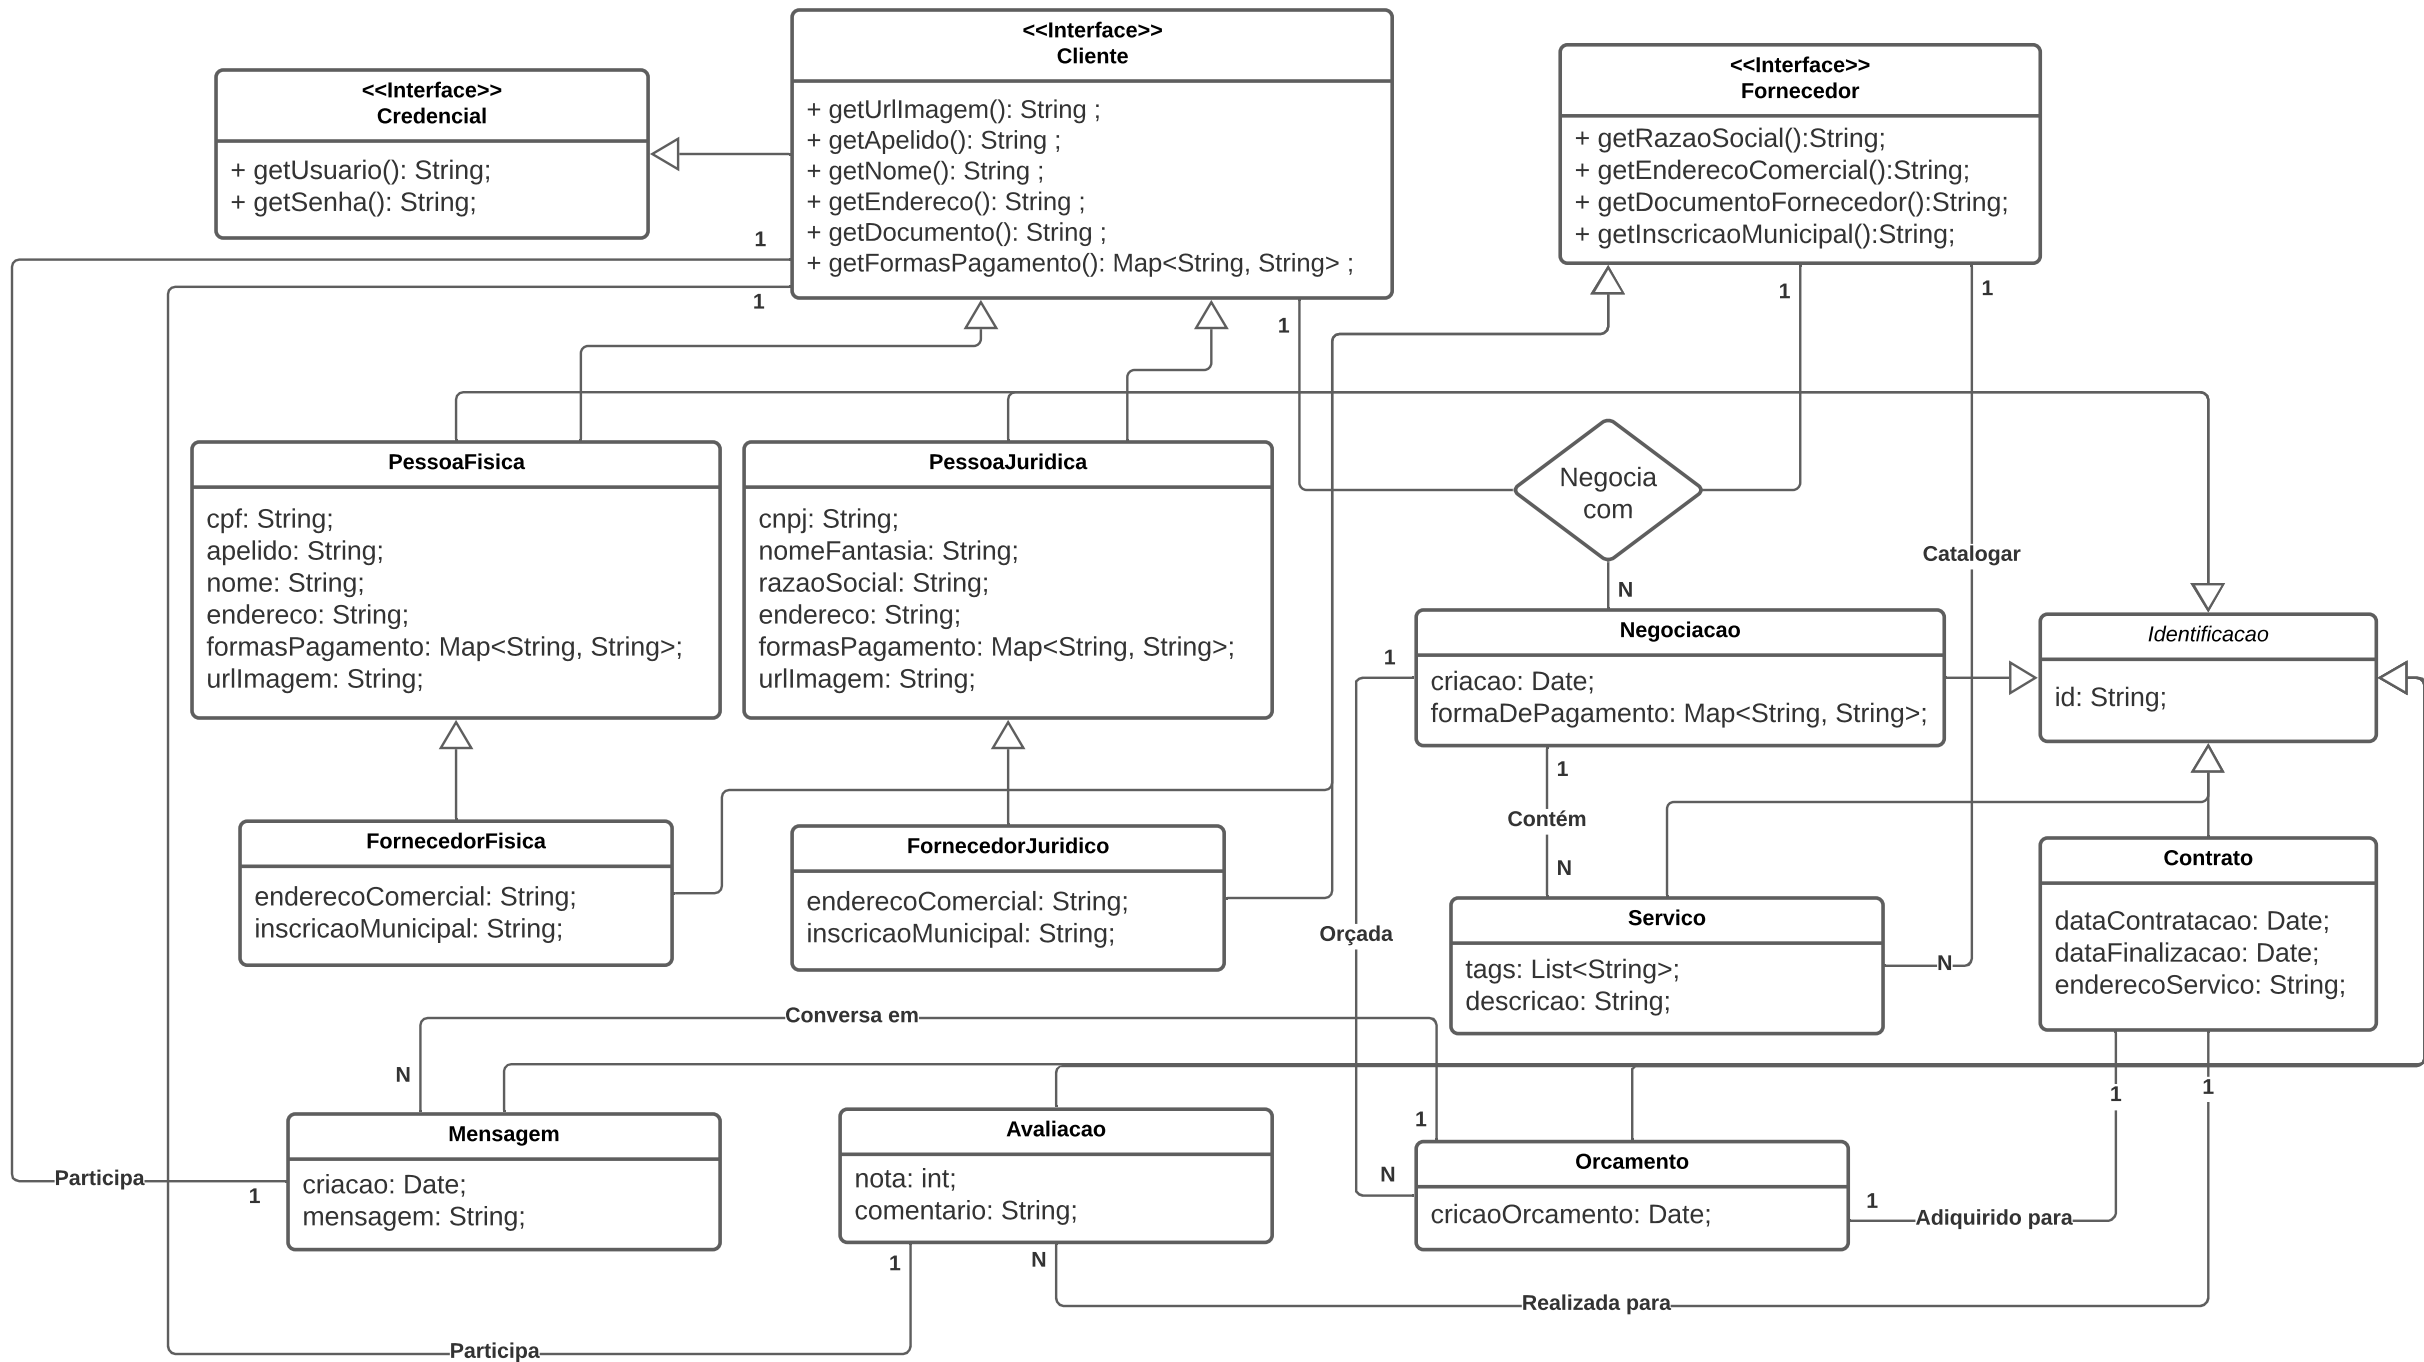 <<Interface>>
Cliente
+ getUrlImagem(): String ;
+ getApelido(): String ;
+ getNome(): String ;
+ getEndereco(): String ;
+ getDocumento(): String ;
+ getFormasPagamento(): Map<String, String> ;
<<Interface>>
Credencial
+ getUsuario(): String;
+ getSenha(): String;
<<Interface>>
Fornecedor
+ getRazaoSocial():String;
+ getEnderecoComercial():String;
+ getDocumentoFornecedor():String;
+ getInscricaoMunicipal():String;
1
1
1
1
1
PessoaFisica
cpf: String;
apelido: String;
nome: String;
endereco: String;
formasPagamento: Map<String, String>;
urlImagem: String;
PessoaJuridica
cnpj: String;
nomeFantasia: String;
razaoSocial: String;
endereco: String;
formasPagamento: Map<String, String>;
urlImagem: String;
Negocia
com
N
Catalogar
Negociacao
criacao: Date;
formaDePagamento: Map<String, String>;
1
Identificacao
id: String;
1
Contém
N
FornecedorFisica
enderecoComercial: String;
inscricaoMunicipal: String;
FornecedorJuridico
enderecoComercial: String;
inscricaoMunicipal: String;
Orçada
Servico
tags: List<String>;
descricao: String;
N
Contrato
dataContratacao: Date;
dataFinalizacao: Date;
enderecoServico: String;
Conversa em
N
1
1
1
Mensagem
criacao: Date;
mensagem: String;
Participa
1
Avaliacao
nota: int;
comentario: String;
N
Orcamento
cricaoOrcamento: Date;
1
Adiquirido para
1
N
Realizada para
Participa